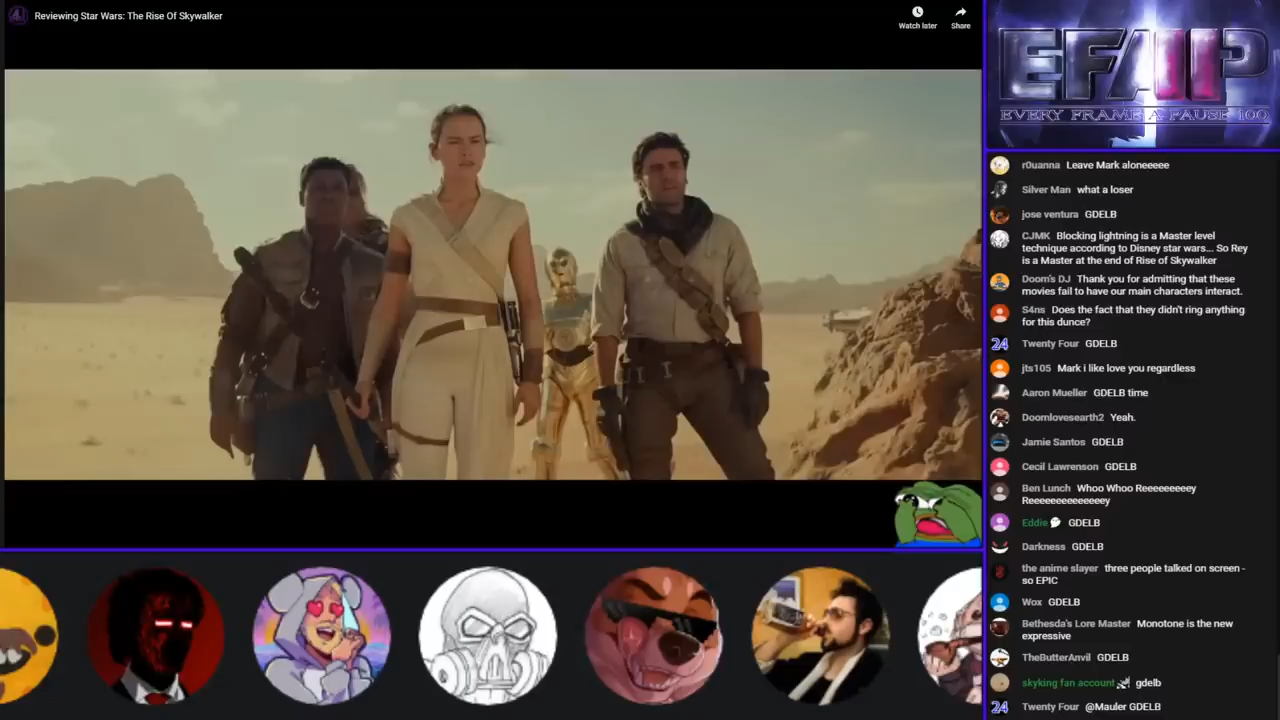 Reviewing Star Wars: The Rise Of Skywalker
Watch later
Share
EFAP
EVERY FRAME A PAUSE 100
r0uanna Leave Mark aloneeeee
Silver Man what a loser
jose ventura GDELB
CJMK Blocking lightning is a Master level
technique according to Disney star wars... So Rey
is a Master at the end of Rise of Skywalker
Doom's DJ Thank you for admitting that these
movies fail to have our main characters interact.
S4ns Does the fact that they didn't ring anything
for this dunce?
24 Twenty Four GDELB
jts105 Mark i like love you regardless
Aaron Mueller GDELB time
Doomlovesearth2 Yeah.
Jamie Santos GDELB
Cecil Lawrenson GDELB
Ben Lunch Whoo Whoo Reeeeeeeey
Reeeeeeeeeeeeey
Eddie GDELB
Darkness GDELB
the anime slayer three people talked on screen -
so EPIC
Wox GDELB
Bethesda's Lore Master Monotone is the new
expressive
TheButterAnvil GDELB
skyking fan account gdelb
24 Twenty Four @Mauler GDELB